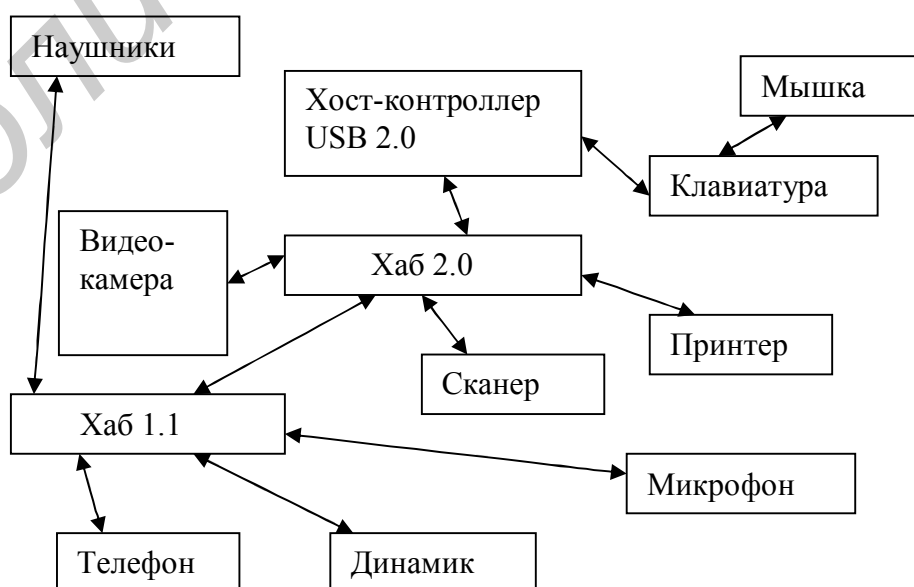 Наушники
Хост-контроллер
USB 2.0
Мышка
Клавиатура
Видео-
камера
Хаб 2.0
Принтер
Сканер
Хаб 1.1
Микрофон
Телефон
Динамик